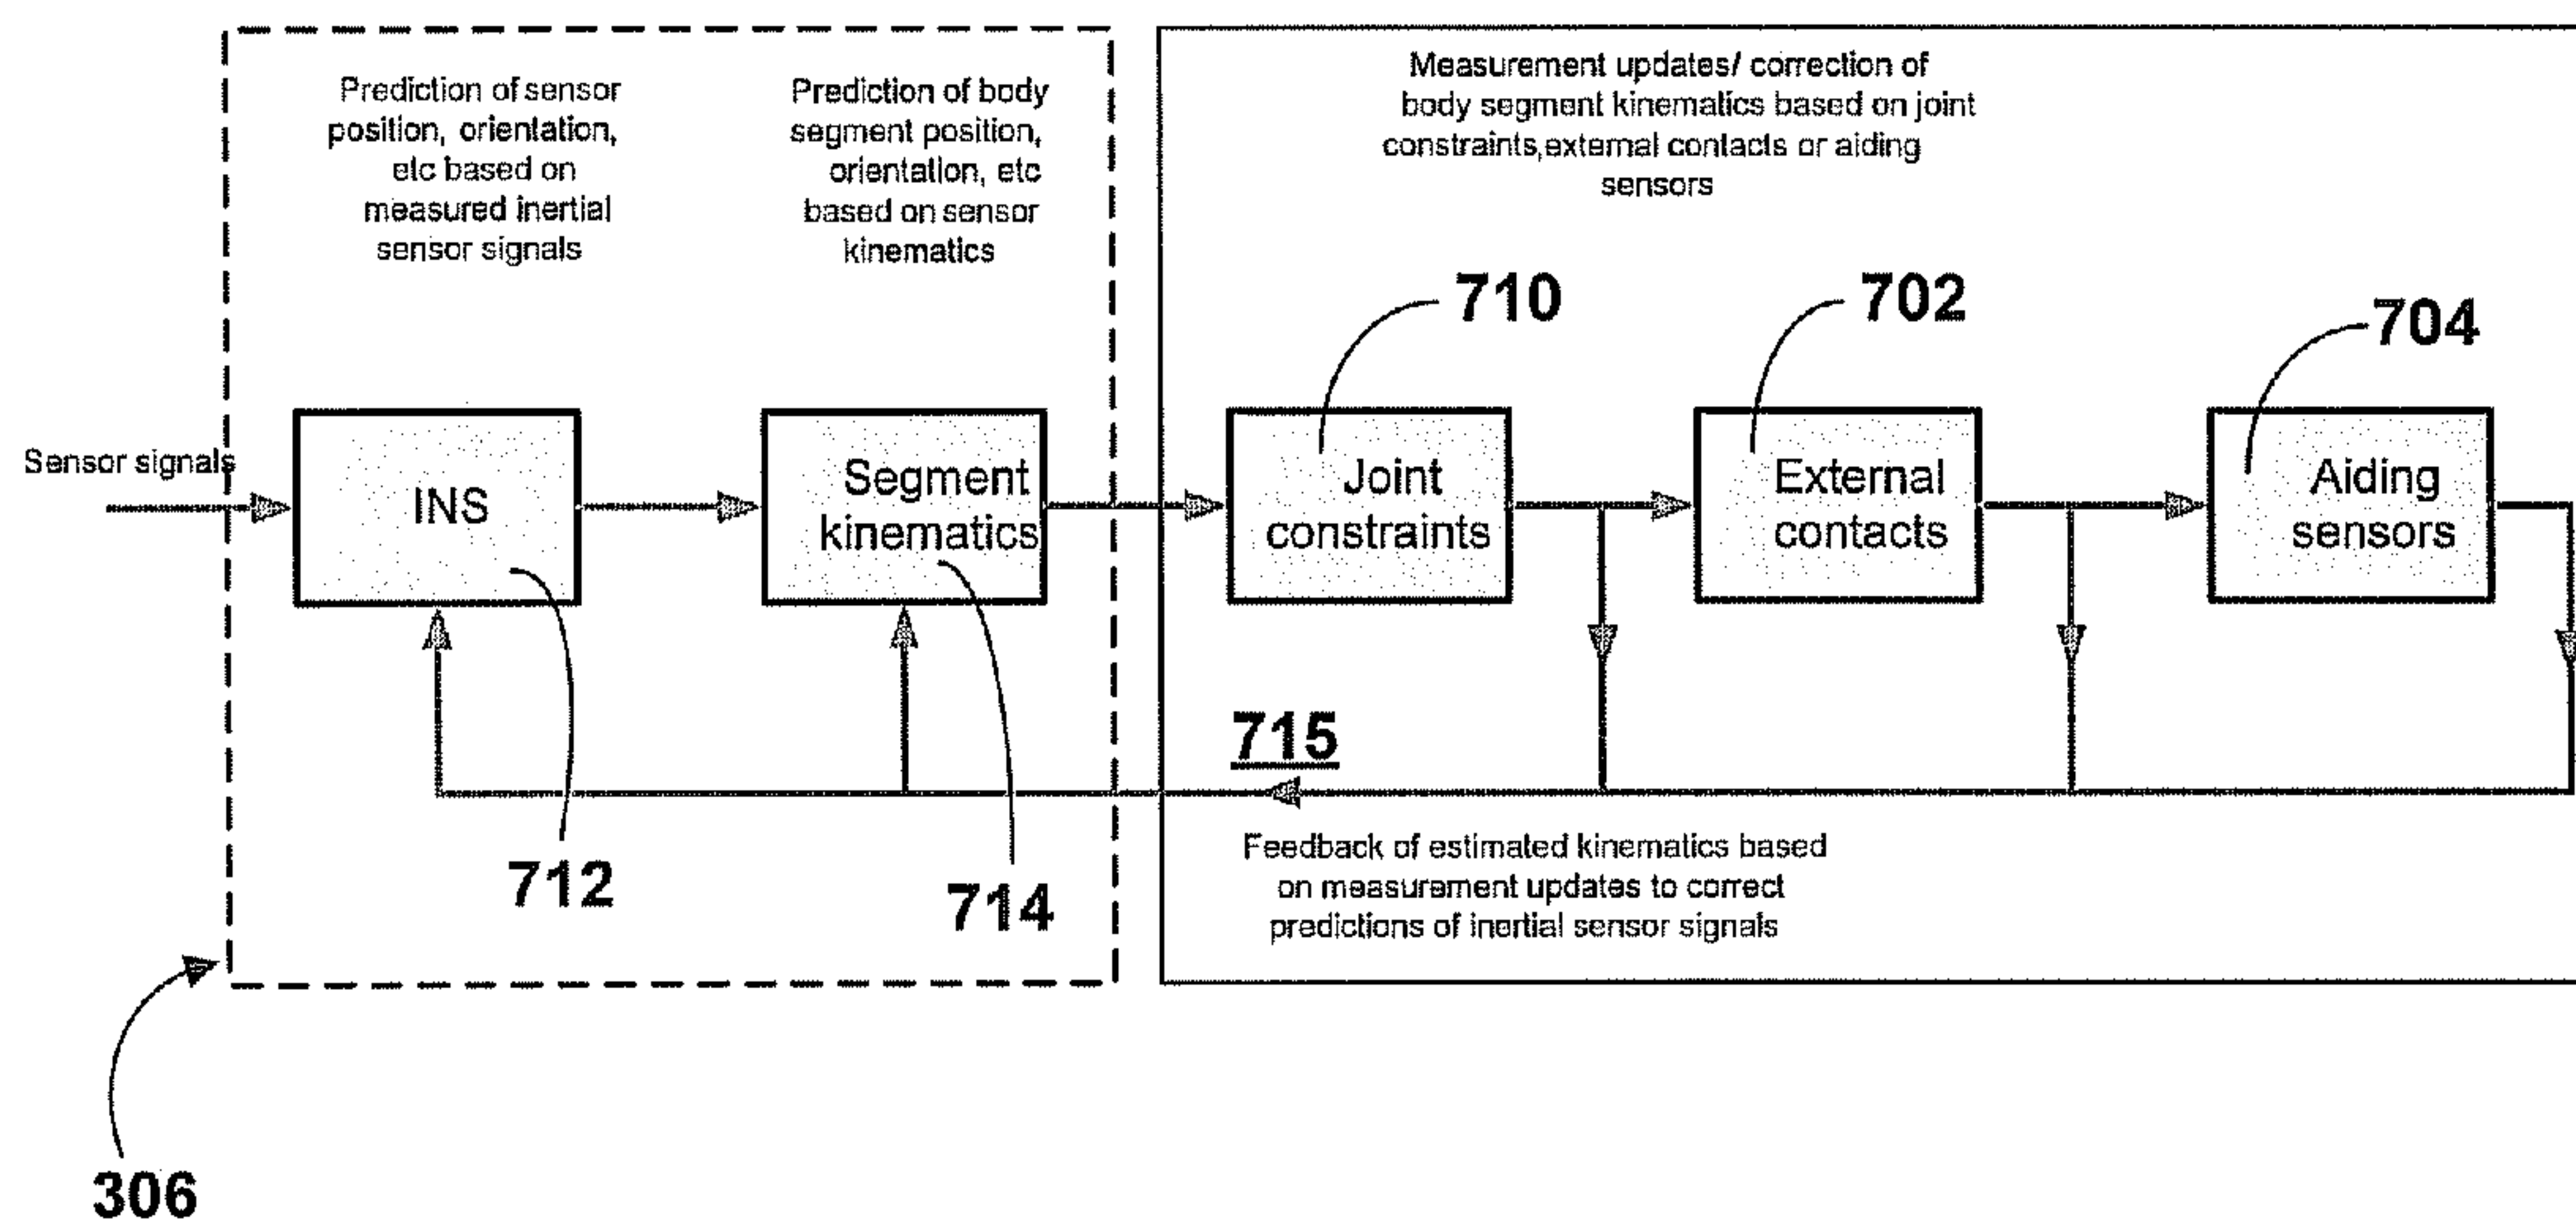 Prediction of sensor
position, orientation,
etc based on
measured inertial
sensor signals
Prediction of body
segment position,
orientation, etc
based on sensor
kinematics
Measurement updates/ correction of
body segment kinematics based on joint
constraints,external contacts or aiding
sensors
710
702
704
Sensor signals
INS
Segment
kinematics
Joint
constraints
External
contacts
Aiding
sensors
715
712
714
Feedback of estimated kinematics based
on measurement updates to correct
predictions of inertial sensor signals
306